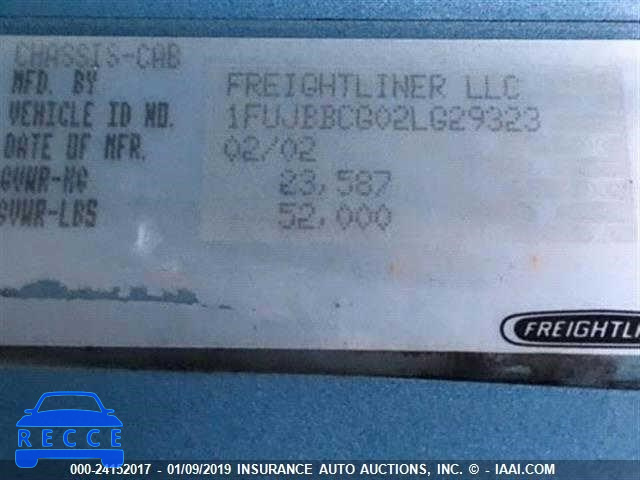 CHASSIS-CAB
MFD. BY FREIGHTLINER LLC
VEHICLE ID NO. 1FUJBBCG02LG29323
DATE OF MFR. 02/02
GVWR-KG 23,587
GVWR-LBS 52,000
FREIGHTLI
RECCE
000-24152017 - 01/09/2019 INSURANCE AUTO AUCTIONS, INC. © - IAAI.COM